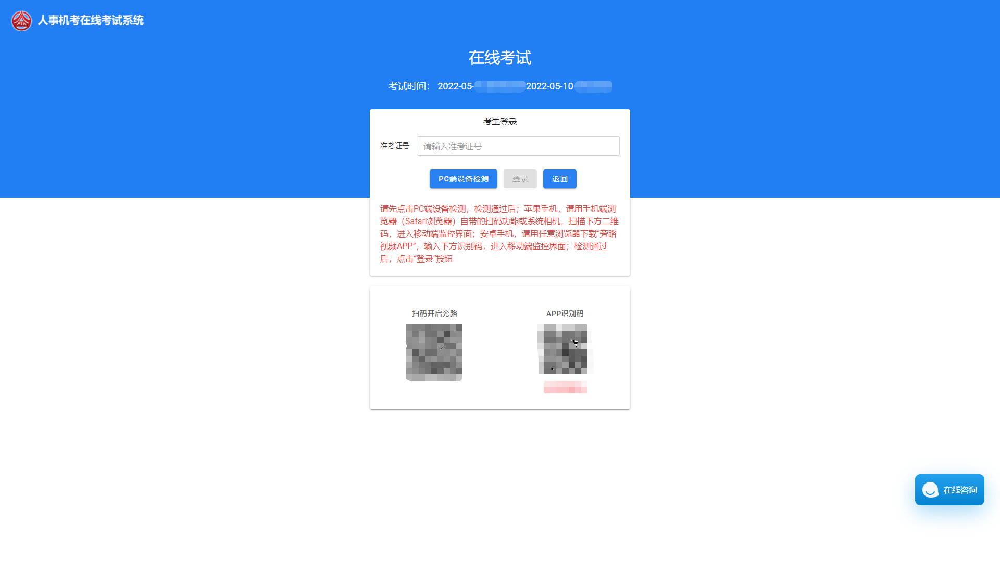 人事机考在线考试系统
在线考试
考试时间： 2022-05- 2022-05-10
考生登录
准考证号 请输入准考证号
PC端设备检测 登录 返回
请先点击PC端设备检测，检测通过后；苹果手机，请用手机端浏
览器（Safari浏览器）自带的扫码功能或系统相机，扫描下方二维
码，进入移动端监控界面；安卓手机，请用任意浏览器下载“旁路
视频APP”，输入下方识别码，进入移动端监控界面；检测通过
后，点击“登录”按钮
扫码开启旁路 APP识别码
在线咨询
PTA